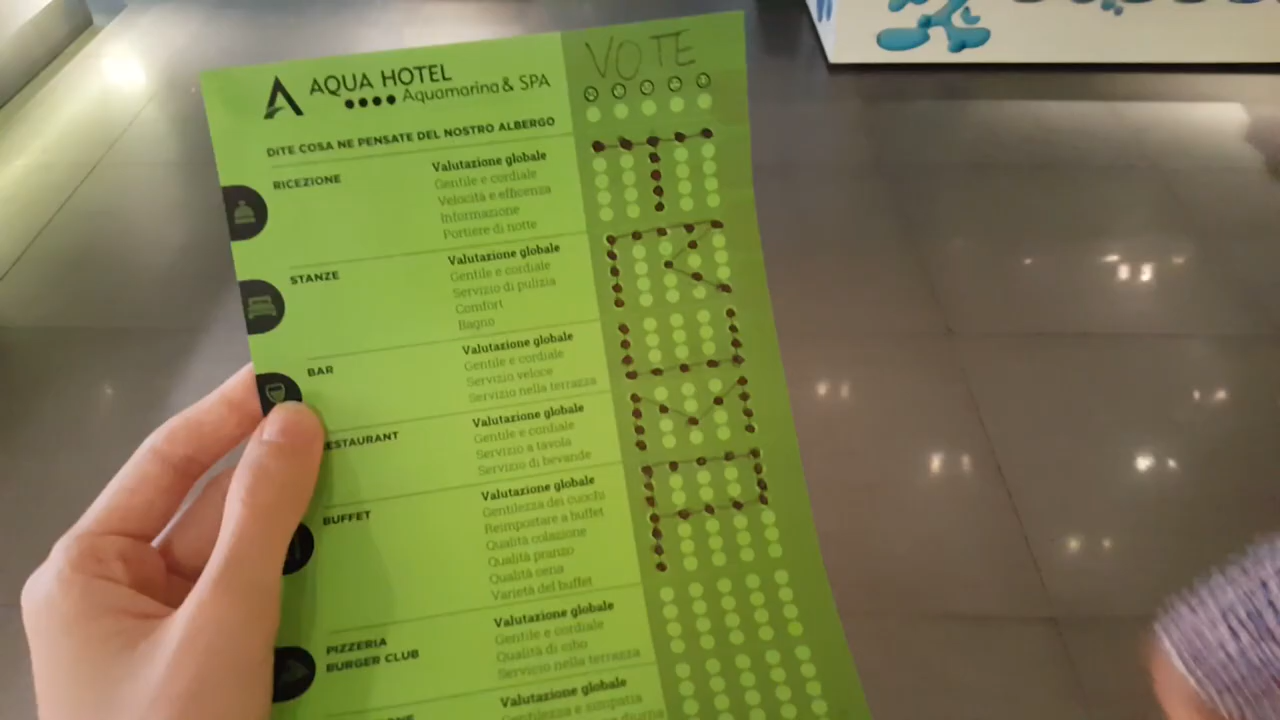 VOTE
AQUA HOTEL
Aquamarina & SPA
DITE COSA NE PENSATE DEL NOSTRO ALBERGO
RICEZIONE
Valutazione globale
Gentile e cordiale
Velocità e efficenza
Informazione
Portiere di notte
STANZE
Valutazione globale
Gentile e cordiale
Servizio di pulizia
Comfort
Bagno
BAR
Valutazione globale
Gentile e cordiale
Servizio veloce
Servizio nella terrazza
ESTAURANT
Valutazione globale
Gentile e cordiale
Servizio a tavola
Servizio di bevande
BUFFET
Valutazione globale
Gentilezza dei cuochi
Reimpostare a buffet
Qualità colazione
Qualità pranzo
Qualità cena
Varietà del buffet
PIZZERIA
BURGER CLUB
Valutazione globale
Gentile e cordiale
Qualità di cibo
Servicio nella terrazza
Valutazione globale
Gentilezza e simpatia
T
R
U
M
P